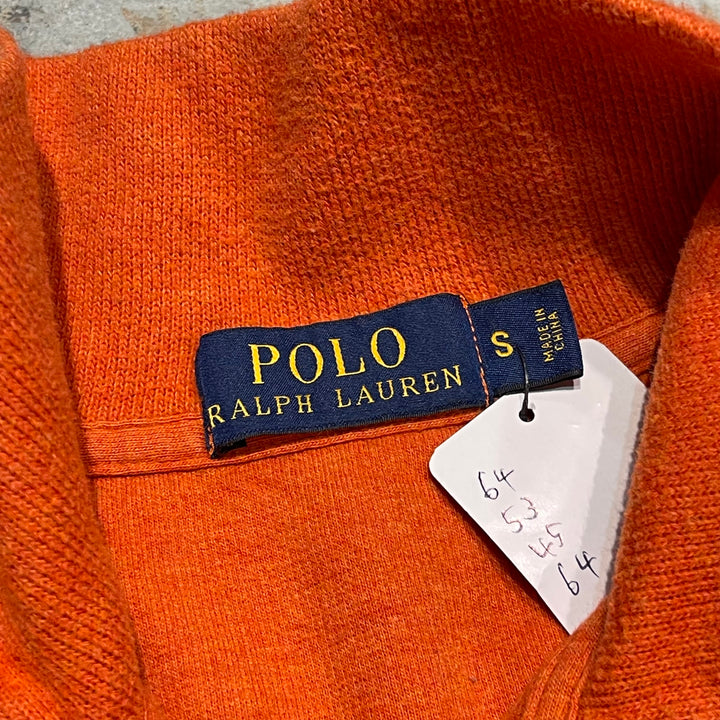 POLO
RALPH LAUREN
S
MADE IN
CHINA
64
53
45
64